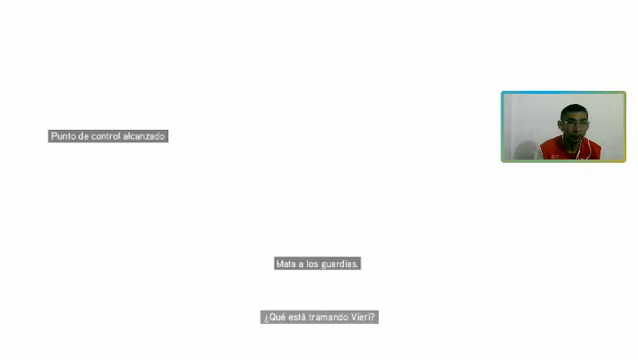 Punto de control alcanzado
Mata a los guardias.
¿Qué está tramando Vieri?